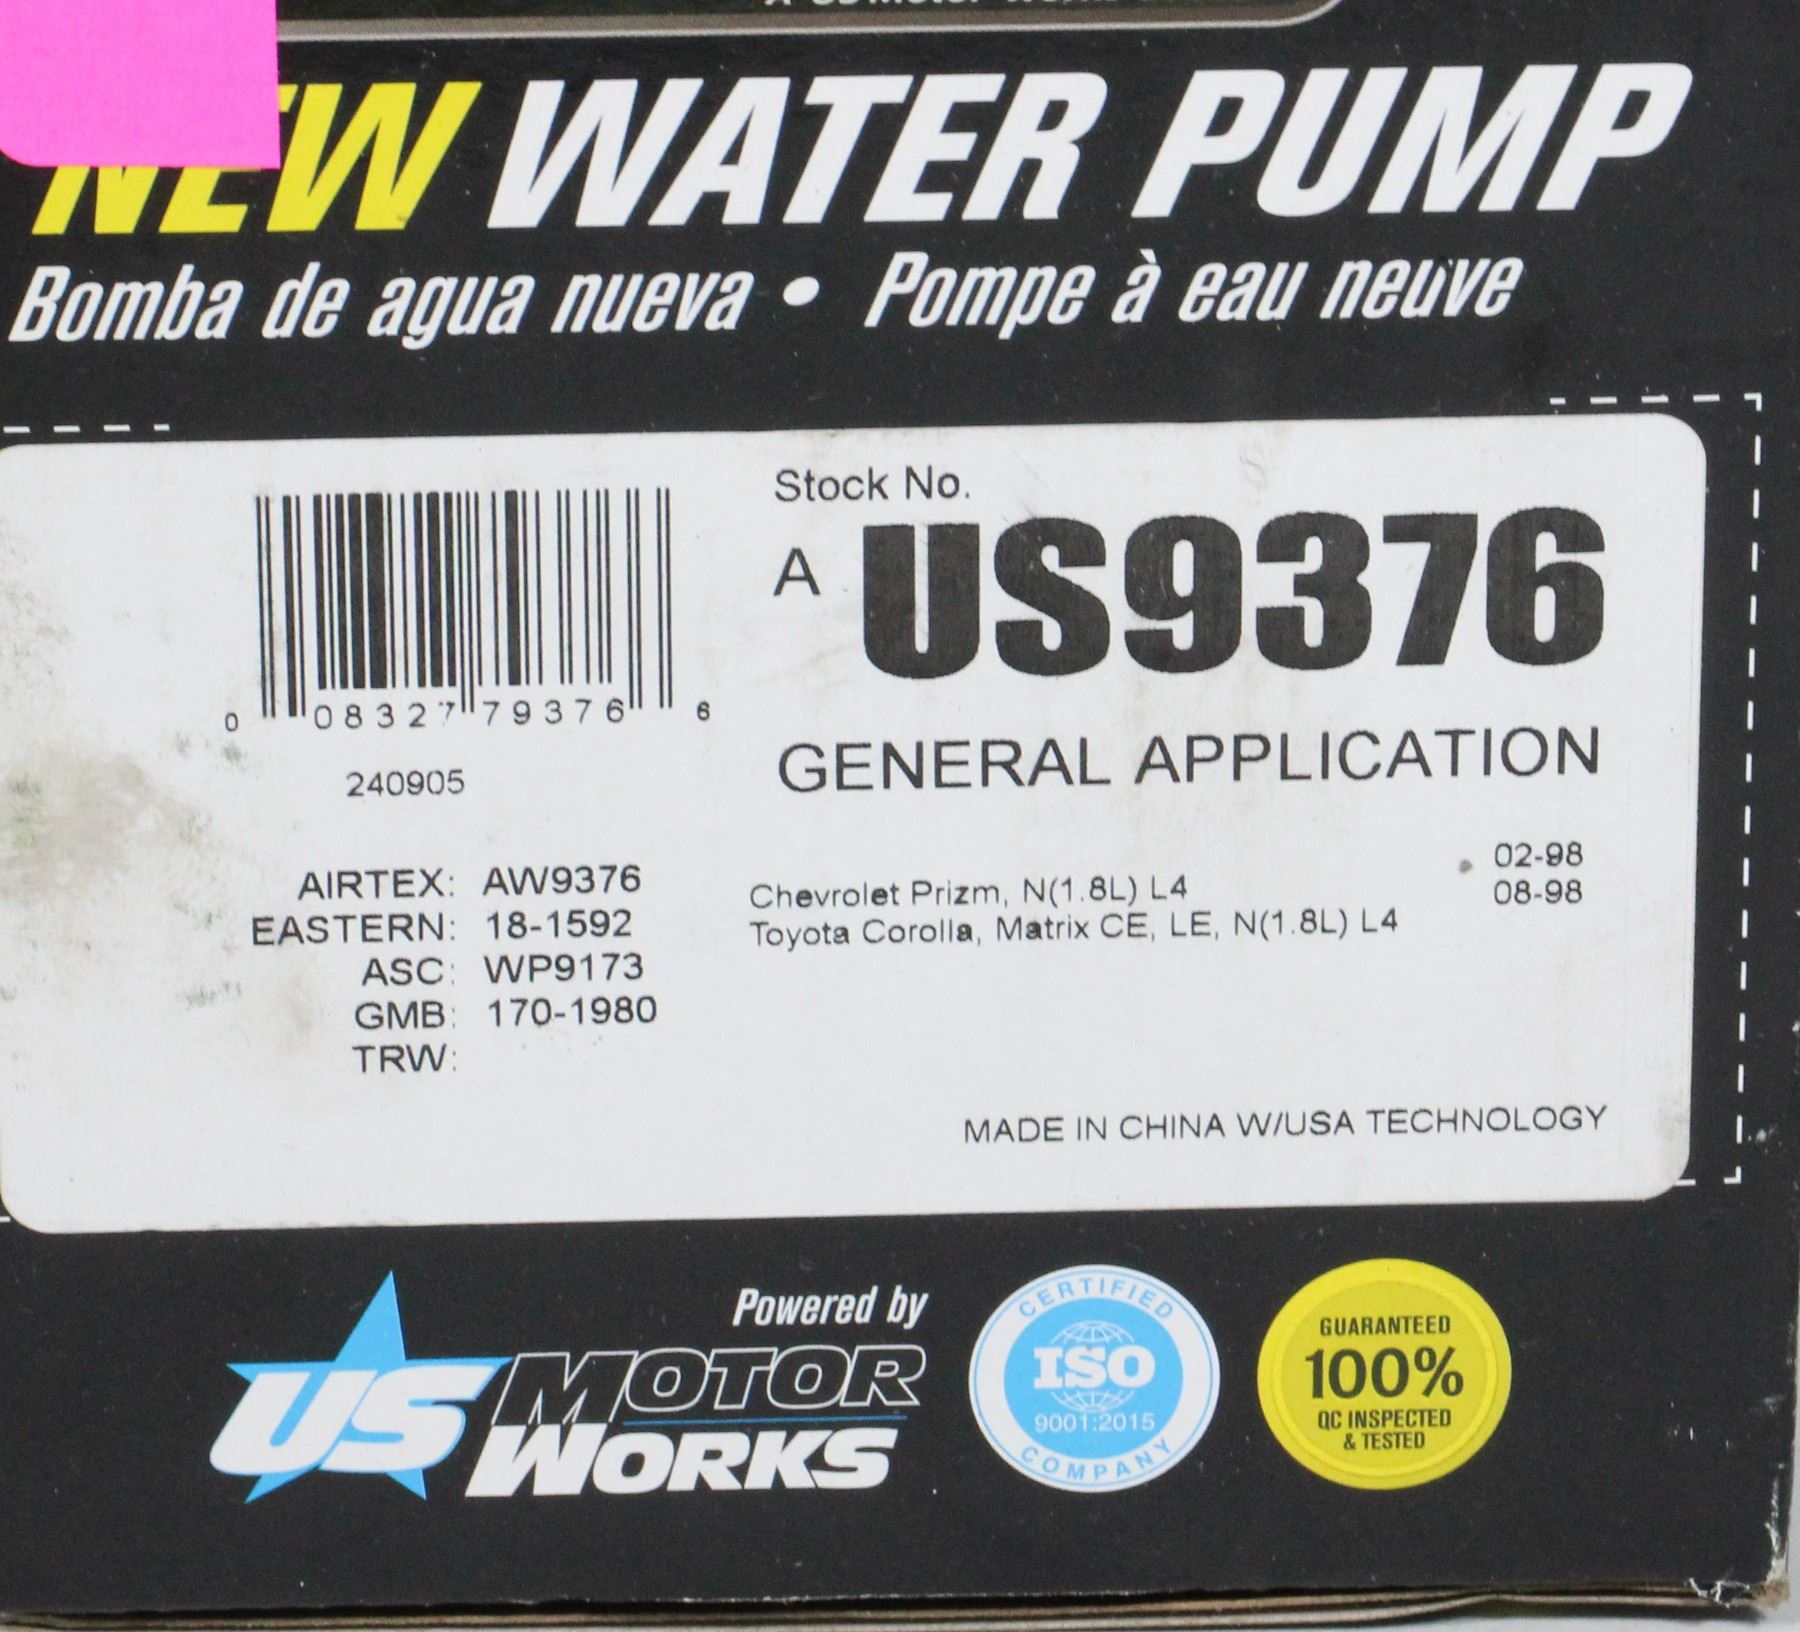 NEW WATER PUMP
Bomba de agua nueva • Pompe à eau neuve
Stock No.
A US9376
0 08327 79376 6
240905
GENERAL APPLICATION
AIRTEX: AW9376
EASTERN: 18-1592
ASC: WP9173
GMB: 170-1980
TRW:
02-98
Chevrolet Prizm, N(1.8L) L4 08-98
Toyota Corolla, Matrix CE, LE, N(1.8L) L4
MADE IN CHINA W/USA TECHNOLOGY
Powered by
US MOTOR
WORKS
CERTIFIED
ISO
9001:2015
COMPANY
GUARANTEED
100%
QC INSPECTED
& TESTED